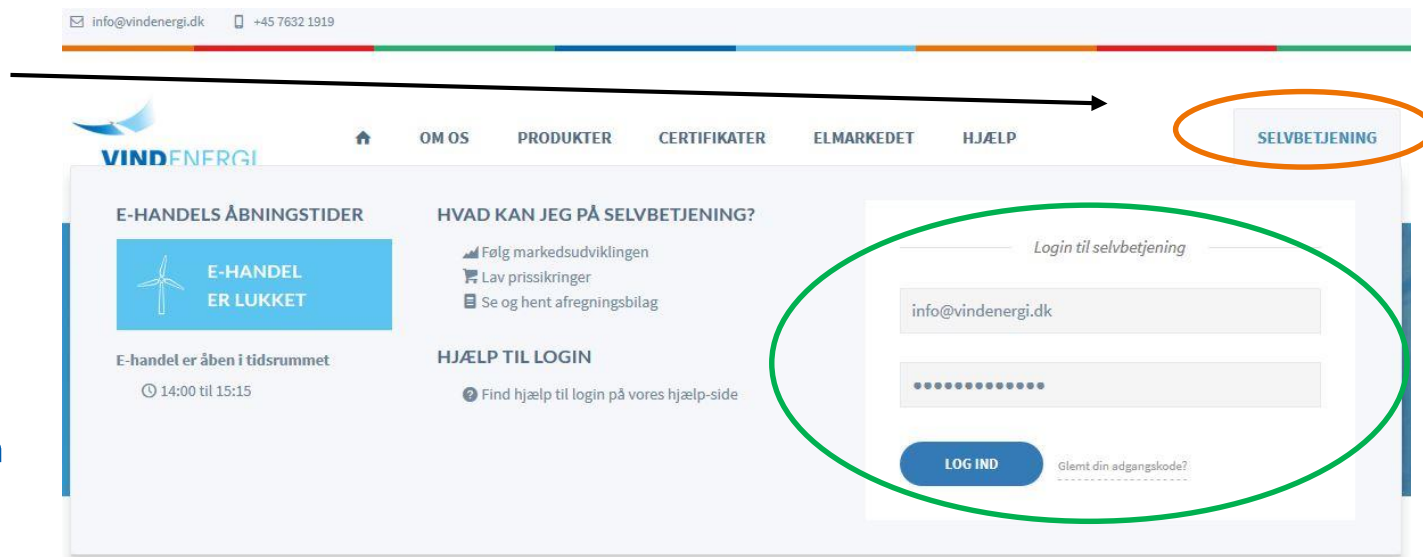 info@vindenergi.dk +45 7632 1919
VINDENERGI
OM OS PRODUKTER CERTIFIKATER ELMARKEDET HJÆLP SELVBETJENING
E-HANDELS ÅBNINGSTIDER
E-HANDEL
ER LUKKET
E-handel er åben i tidsrummet
14:00 til 15:15
HVAD KAN JEG PÅ SELVBETJENING?
Følg markedsudviklingen
Lav prissikringer
Se og hent afregningsbilag
HJÆLP TIL LOGIN
Find hjælp til login på vores hjælp-side
Login til selvbetjening
info@vindenergi.dk
•••••••••••••
LOG IND Glemt din adgangskode?